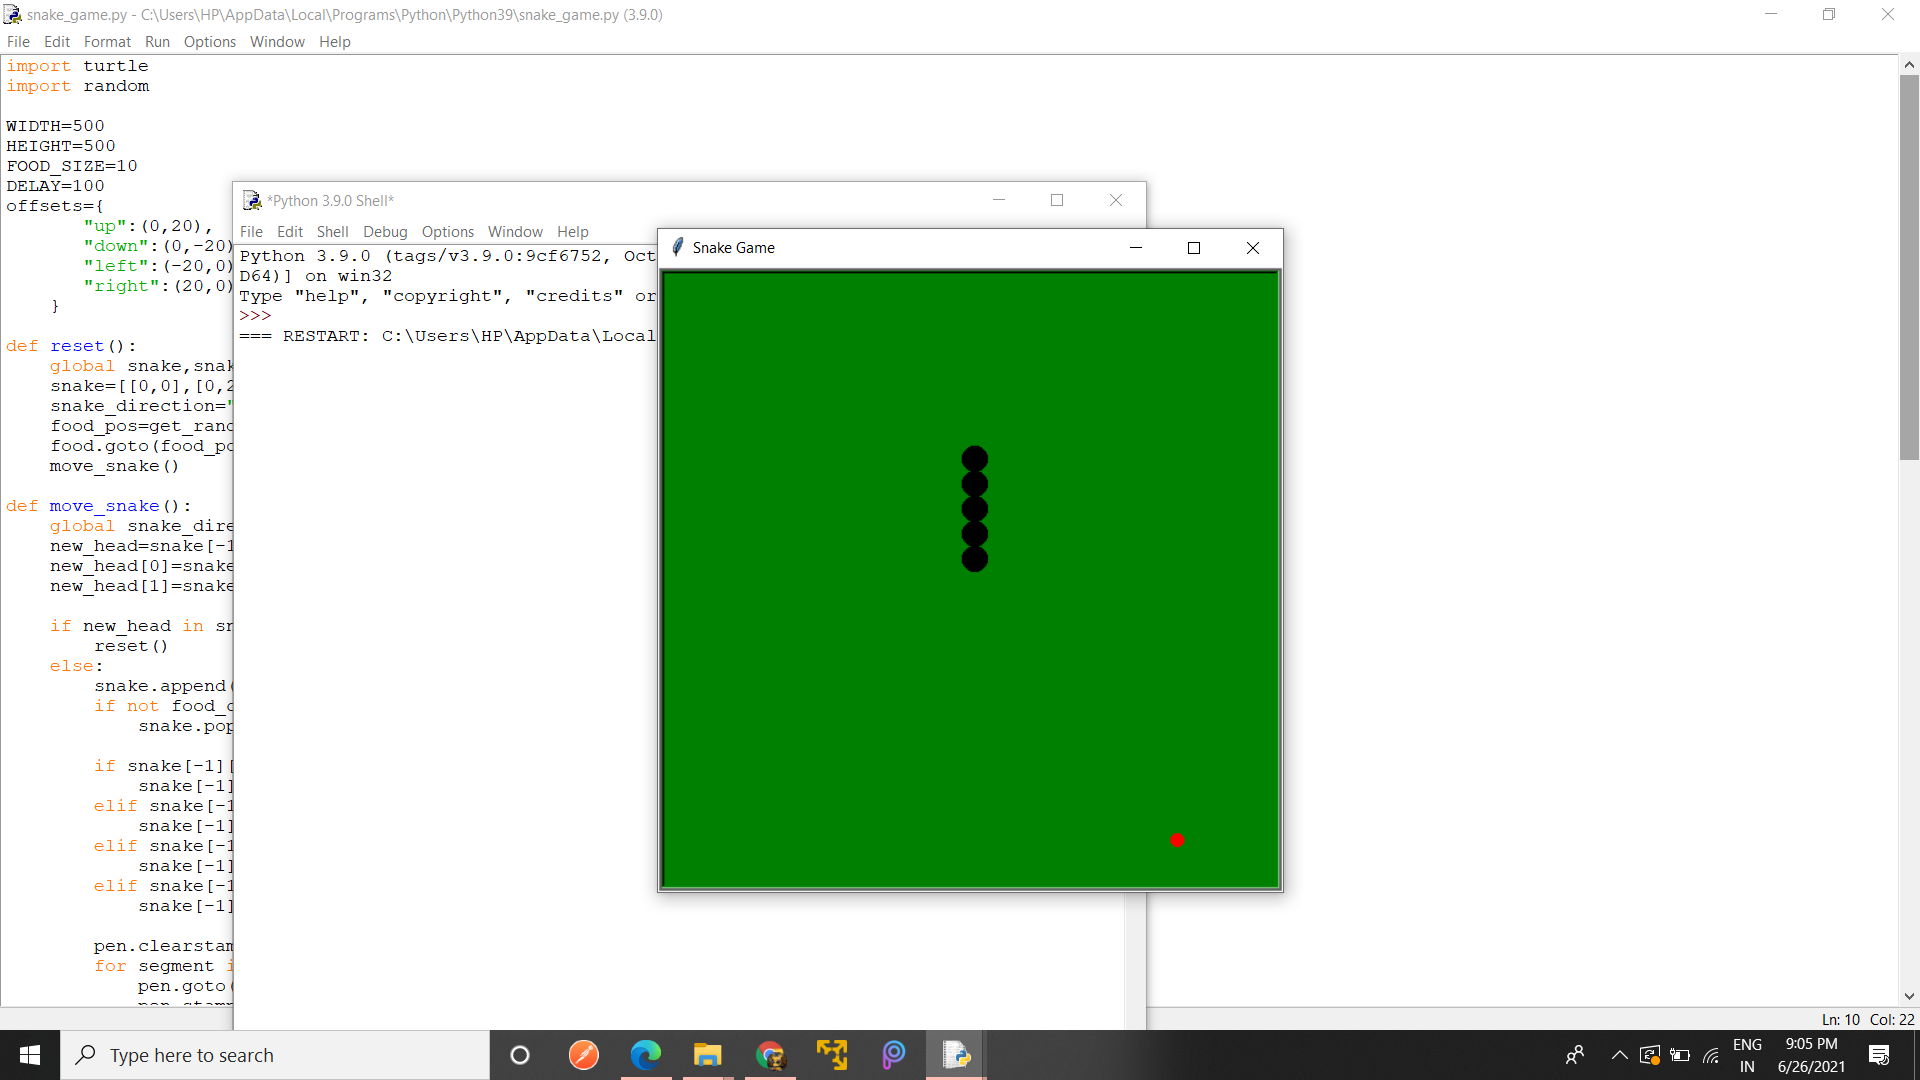 snake_game.py - C:\Users\HP\AppData\Local\Programs\Python\Python39\snake_game.py (3.9.0)
File Edit Format Run Options Window Help
import turtle
import random
WIDTH=500
HEIGHT=500
FOOD_SIZE=10
DELAY=100
offsets={
"up":(0,20),
"down":(0,-20)
"left":(-20,0)
"right":(20,0)
}
def reset():
global snake,snak
snake=[[0,0],[0,2
snake_direction="
food_pos=get_rand
food.goto(food_po
move_snake()
def move_snake():
global snake_dire
new_head=snake[-1
new_head[0]=snake
new_head[1]=snake
if new_head in sn
reset()
else:
snake.append(
if not food_c
snake.pop
if snake[-1][
snake[-1]
elif snake[-1
snake[-1]
elif snake[-1
snake[-1]
elif snake[-1
snake[-1]
pen.clearstam
for segment i
pen.goto(
pen.stamp
*Python 3.9.0 Shell*
File Edit Shell Debug Options Window Help
Python 3.9.0 (tags/v3.9.0:9cf6752, Oct
D64)] on win32
Type "help", "copyright", "credits" or
>>>
=== RESTART: C:\Users\HP\AppData\Local
Snake Game
Ln: 10 Col: 22
Type here to search
ENG
IN
9:05 PM
6/26/2021